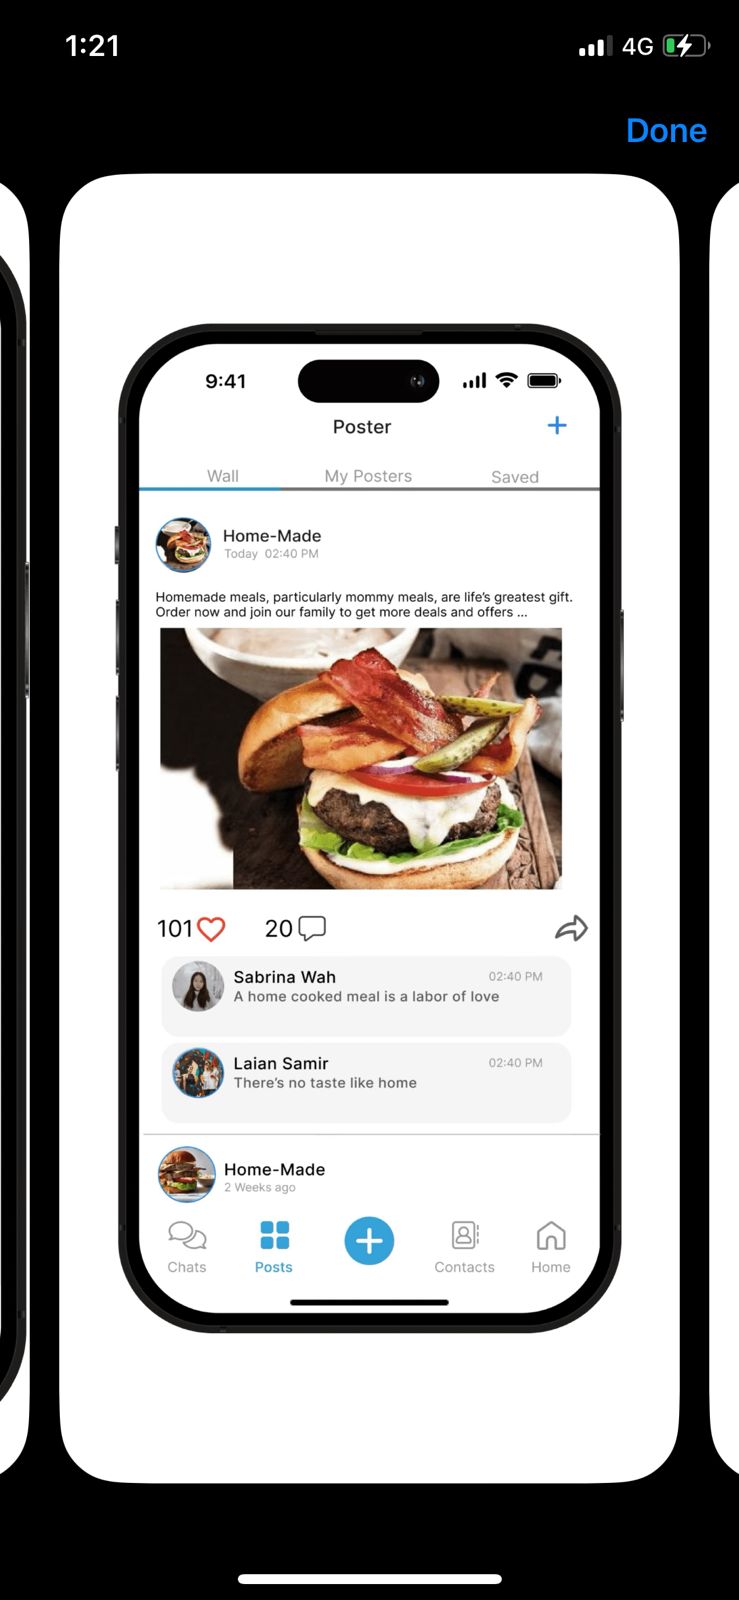 1:21
4G
Done
9:41
Poster
+
Wall My Posters Saved
Home-Made
Today 02:40 PM
Homemade meals, particularly mommy meals, are life's greatest gift.
Order now and join our family to get more deals and offers ...
101 20
Sabrina Wah 02:40 PM
A home cooked meal is a labor of love
Laian Samir 02:40 PM
There's no taste like home
Home-Made
2 Weeks ago
Chats Posts Contacts Home